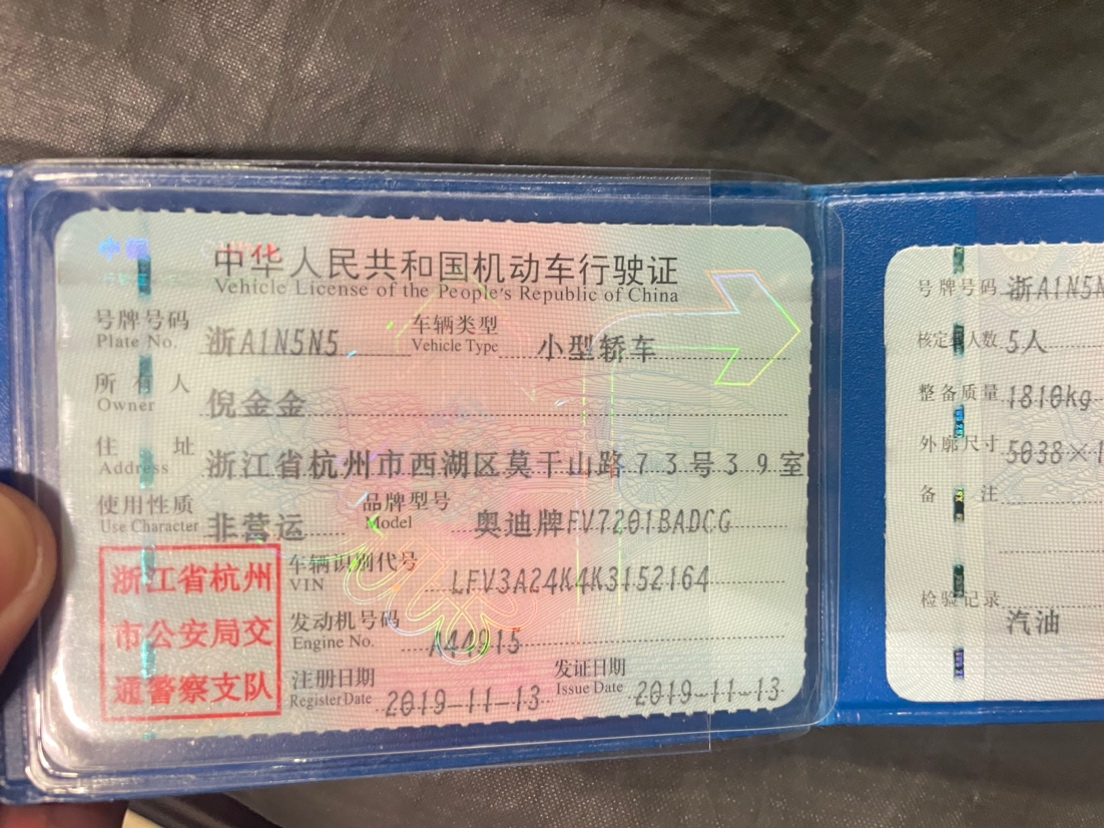 中华人民共和国机动车行驶证
Vehicle License of the People's Republic of China
号牌号码 浙A1N5N5 车辆类型 小型轿车
Plate No. Vehicle Type
所有人 倪金金
Owner
住址 浙江省杭州市西湖区莫干山路73号39室
Address
使用性质 非营运 品牌型号 奥迪牌FV7201BADCG
Use Character Model
浙江省杭州
市公安局交
通警察支队
车辆识别代号 LFV3A24K4K3152164
VIN
发动机号码 A44915
Engine No.
注册日期 2019-11-13 发证日期 2019-11-13
Register Date Issue Date
号牌号码 浙A1N5N
核定载人数 5人
整备质量 1810kg
外廓尺寸 5038×1
备注
检验记录
汽油